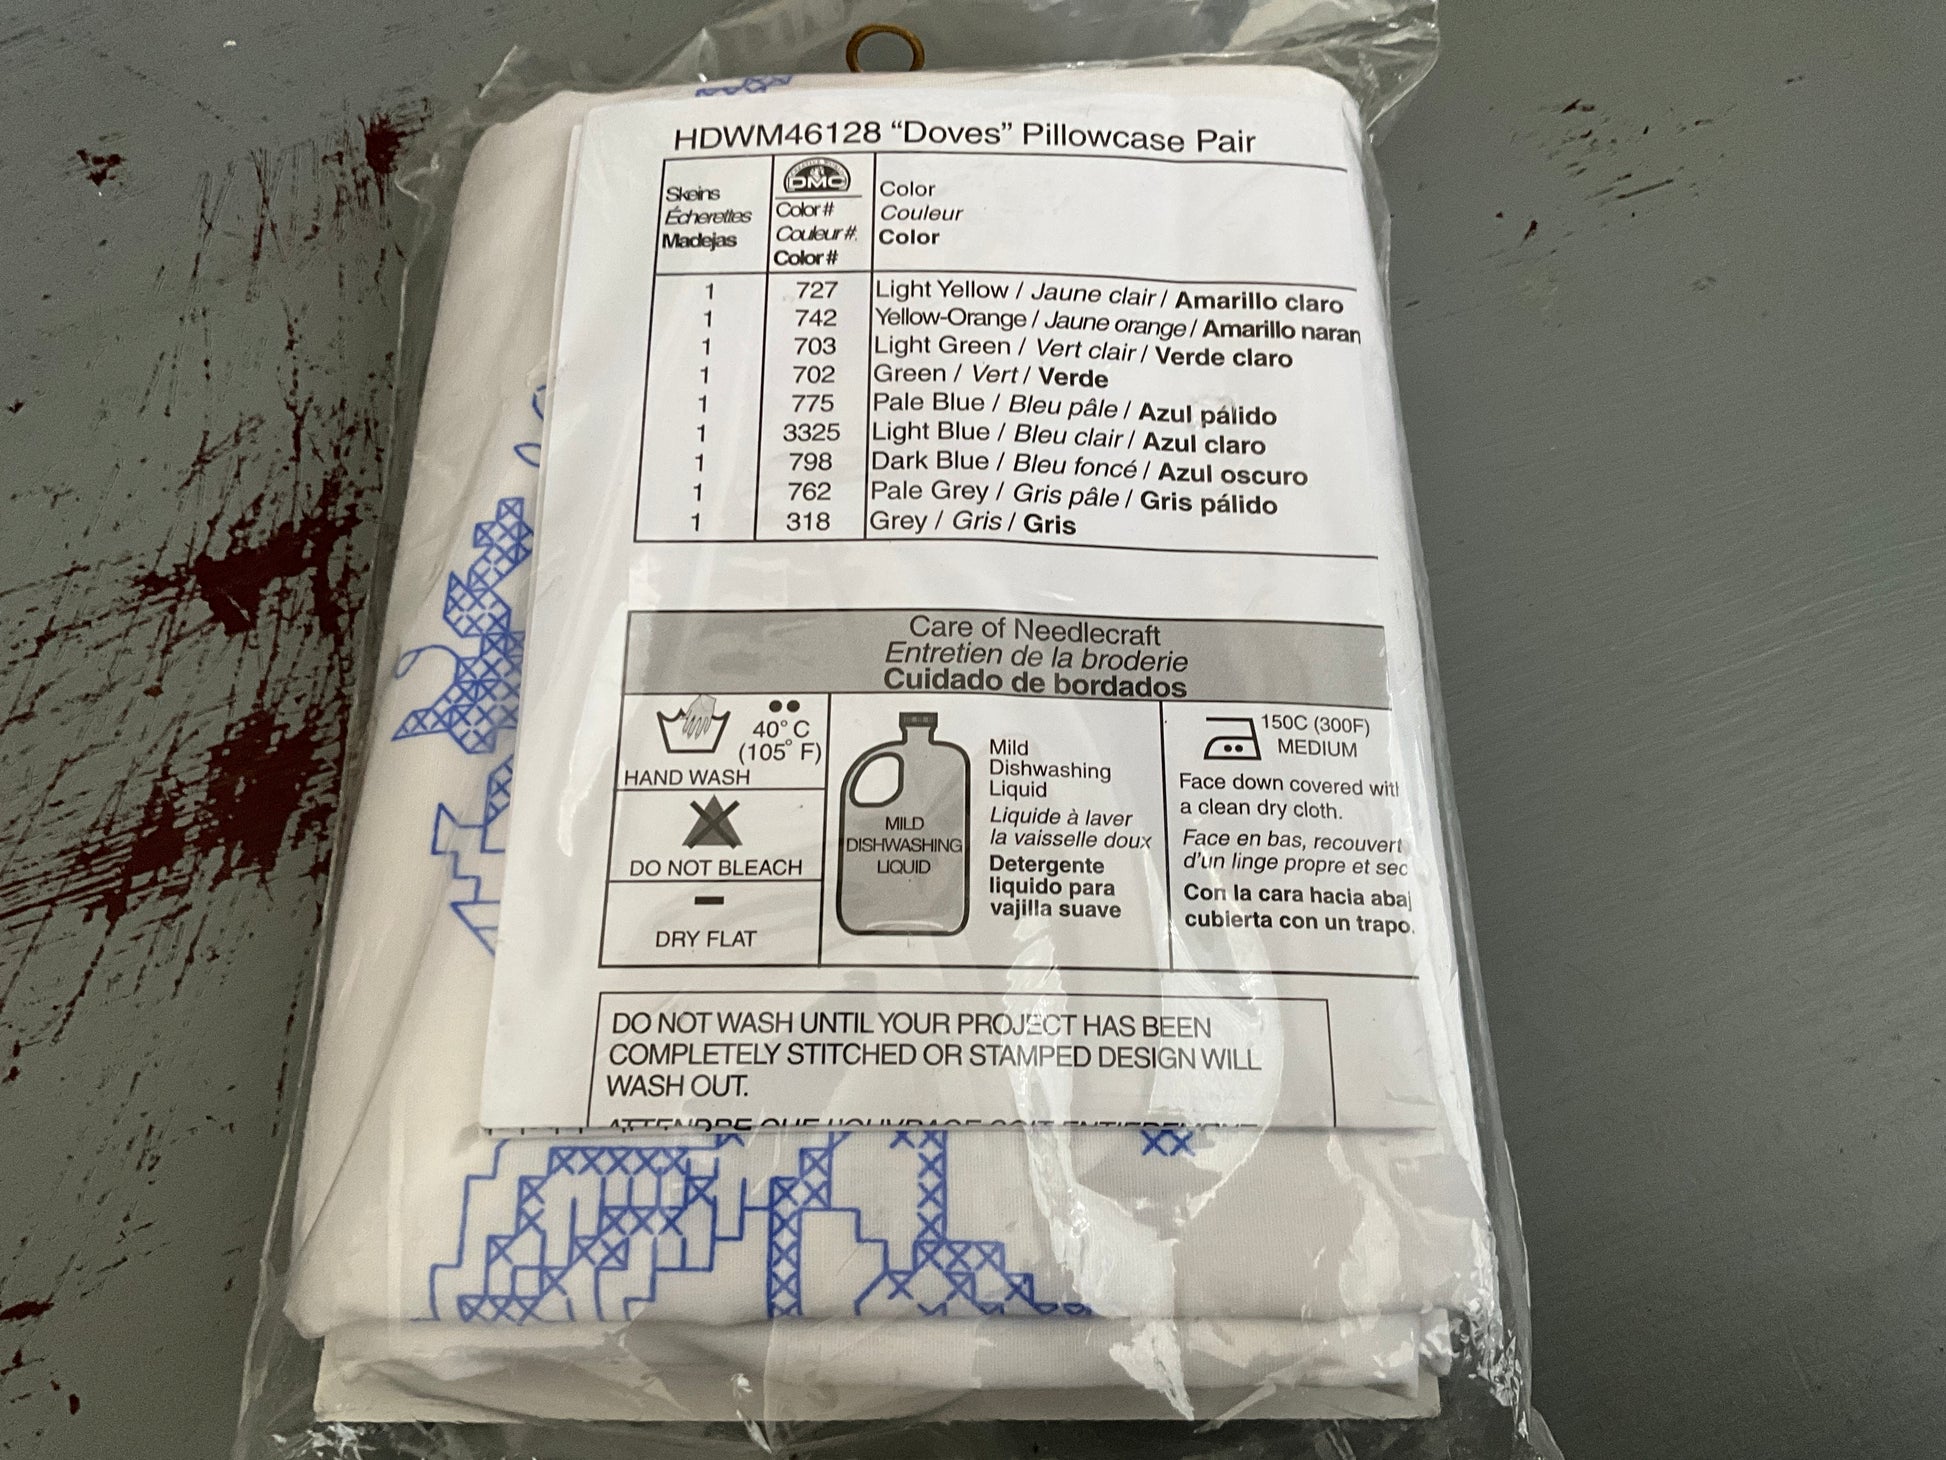 HDWM46128 “Doves” Pillowcase Pair
Skeins
Écherettes
Madejas
DMC
Color #
Couleur #.
Color #
Color
Couleur
Color
1 727 Light Yellow / Jaune clair / Amarillo claro
1 742 Yellow-Orange / Jaune orange / Amarillo naran
1 703 Light Green / Vert clair / Verde claro
1 702 Green / Vert / Verde
1 775 Pale Blue / Bleu pâle / Azul pálido
1 3325 Light Blue / Bleu clair / Azul claro
1 798 Dark Blue / Bleu foncé / Azul oscuro
1 762 Pale Grey / Gris pâle / Gris pálido
1 318 Grey / Gris / Gris
Care of Needlecraft
Entretien de la broderie
Cuidado de bordados
40° C
(105° F)
HAND WASH
DO NOT BLEACH
DRY FLAT
MILD
DISHWASHING
LIQUID
Mild
Dishwashing
Liquid
Liquide à laver
la vaisselle doux
Detergente
liquido para
vajilla suave
150C (300F)
MEDIUM
Face down covered with
a clean dry cloth.
Face en bas, recouvert
d'un linge propre et sec
Con la cara hacia abaj
cubierta con un trapo.
DO NOT WASH UNTIL YOUR PROJECT HAS BEEN
COMPLETELY STITCHED OR STAMPED DESIGN WILL
WASH OUT.
ATTENDRE QUE L'OUVRAGE SOIT ENTIEREMENT